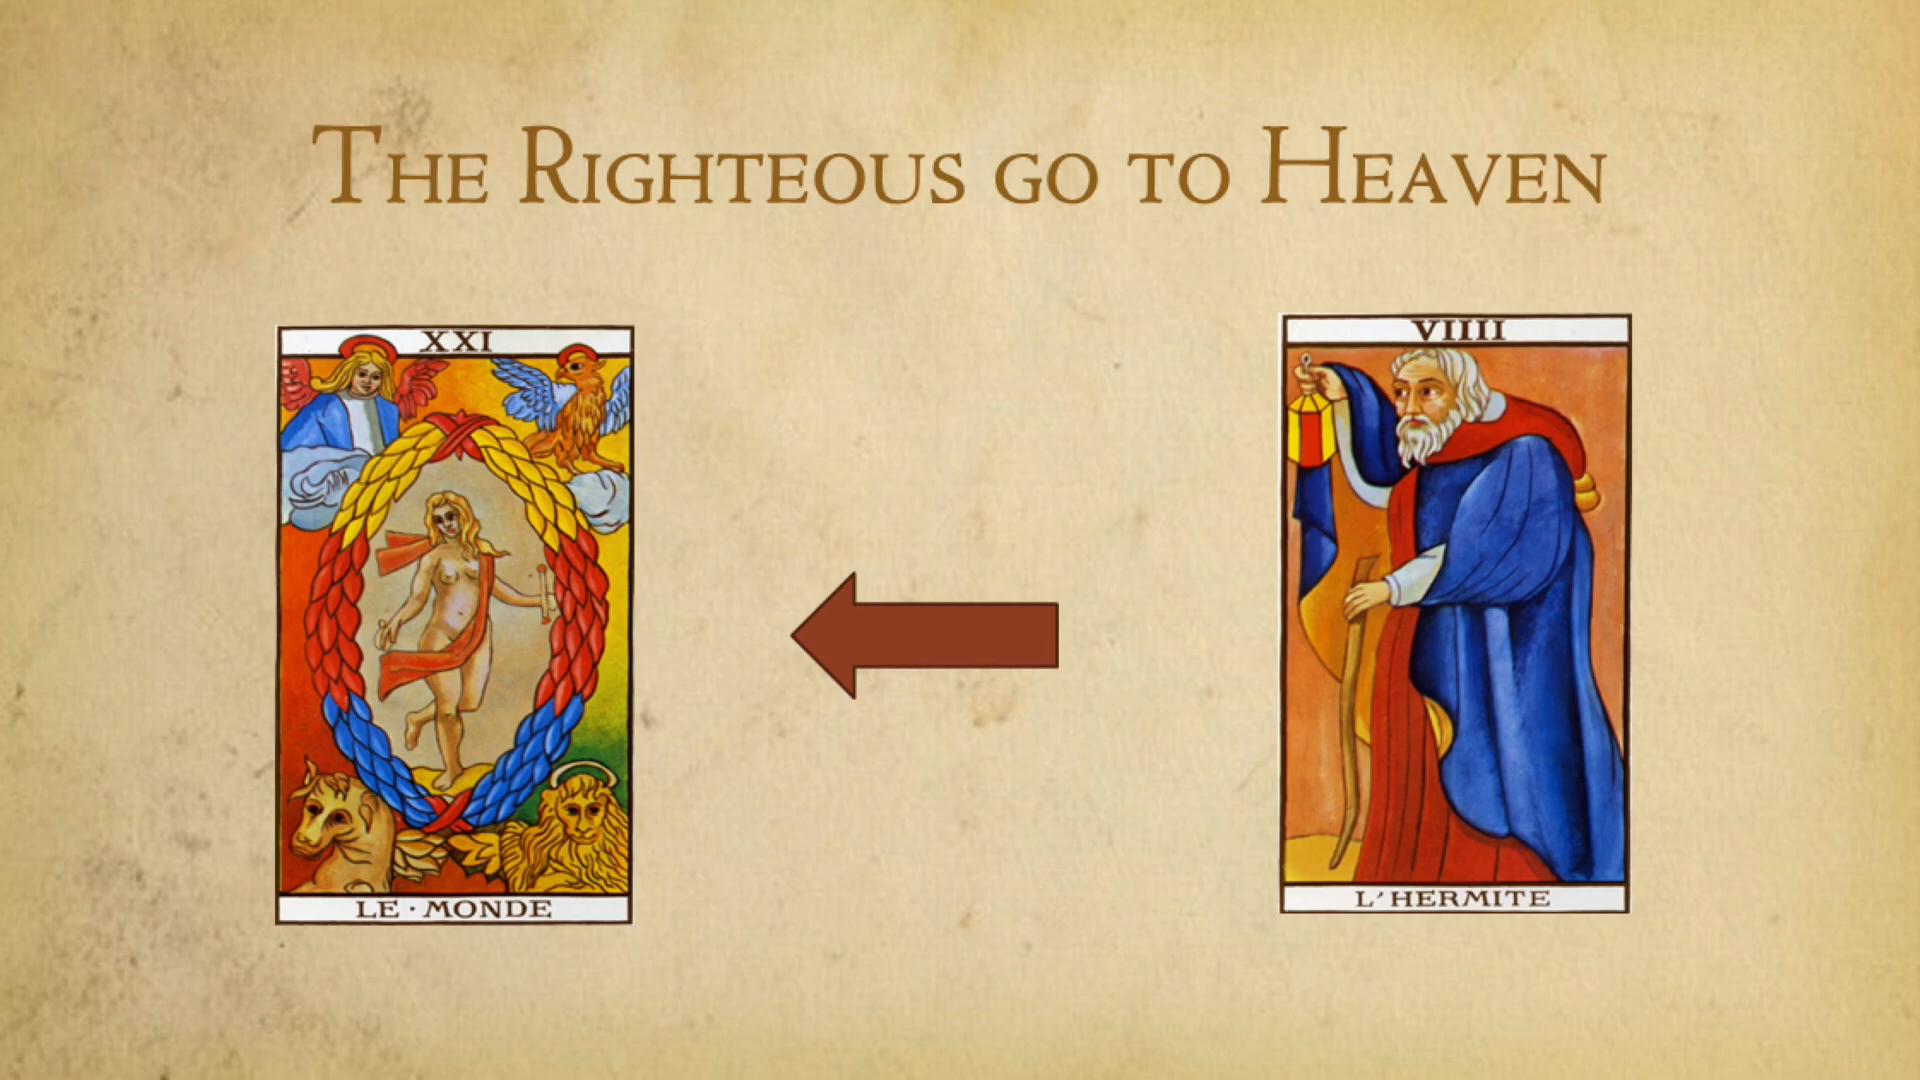 The Righteous go to Heaven
XXI
LE · MONDE
VIIII
L'HERMITE